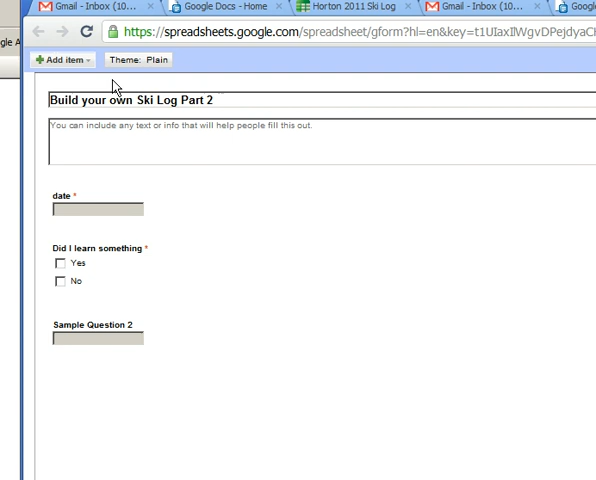 Gmail - Inbox (10...
Google Docs - Home
Horton 2011 Ski Log
Gmail - Inbox (10...
Google
https://spreadsheets.google.com/spreadsheet/gform?hl=en&key=t1UIaxIlWgvDPejdyaC
gle A
Add item
Theme: Plain
Build your own Ski Log Part 2
You can include any text or info that will help people fill this out.
date *
Did I learn something *
Yes
No
Sample Question 2